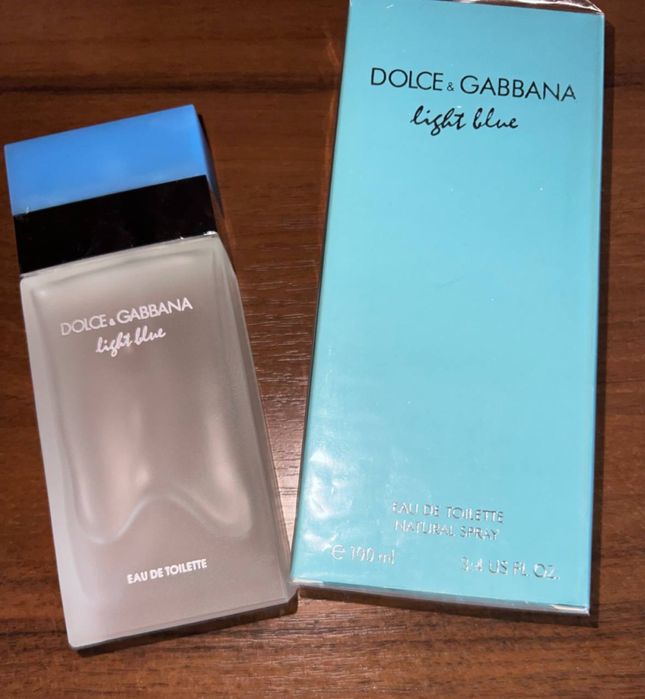 DOLCE & GABBANA
light blue
EAU DE TOILETTE
DOLCE & GABBANA
light blue
EAU DE TOILETTE
NATURAL SPRAY
e 100 ml 3.4 US FL. OZ.